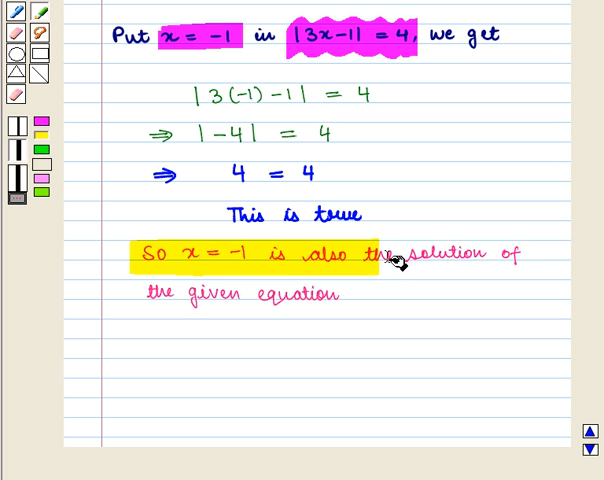 Put x = -1 in |3x-1| = 4, we get
|3(-1)-1| = 4
⇒ |-4| = 4
⇒ 4 = 4
This is true
So x = -1 is also the solution of
the given equation